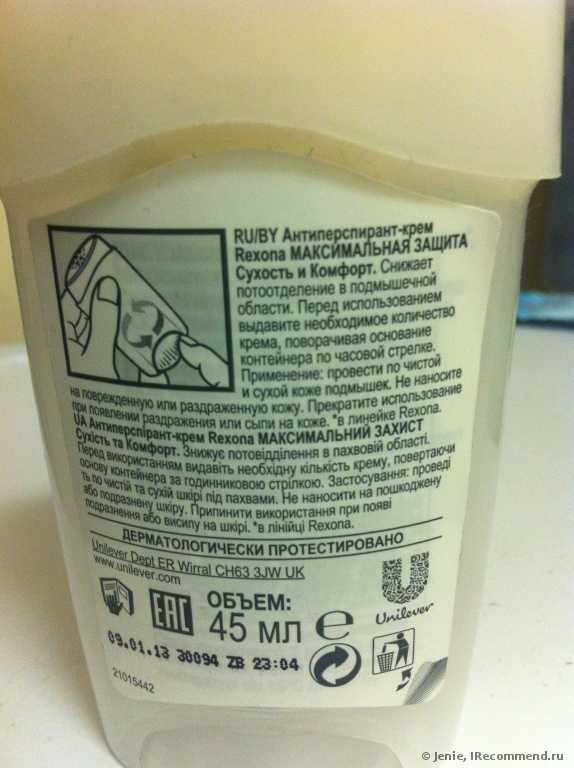 RU/BY Антиперспирант-крем
Rexona МАКСИМАЛЬНАЯ ЗАЩИТА
Сухость и Комфорт. Снижает
потоотделение в подмышечной
области. Перед использованием
выдавите необходимое количество
крема, поворачивая основание
контейнера по часовой стрелке.
Применение: провести по чистой
и сухой коже подмышек. Не наносите
на поврежденную или раздраженную кожу. Прекратите использование
при появлении раздражения или сыпи на коже. *в линейке Rexona.
UA Антиперспірант-крем Rexona МАКСИМАЛЬНИЙ ЗАХИСТ
Сухість та Комфорт. Знижує потовідділення в пахвовій області.
Перед використанням видавіть необхідну кількість крему, повертаючи
основу контейнера за годинниковою стрілкою. Застосування: проведі
ть по чистій та сухій шкірі під пахвами. Не наносити на пошкоджену
або подразнену шкіру. Припинити використання при появі
подразнення або висипу на шкірі. *в лінійці Rexona.
ДЕРМАТОЛОГИЧЕСКИ ПРОТЕСТИРОВАНО
Unilever Dept ER Wirral CH63 3JW UK
www.unilever.com
EAC
ОБЪЕМ:
45 мл e
Unilever
09.01.13 30094 ZB 23:04
21015442
© Jenie, IRecommend.ru